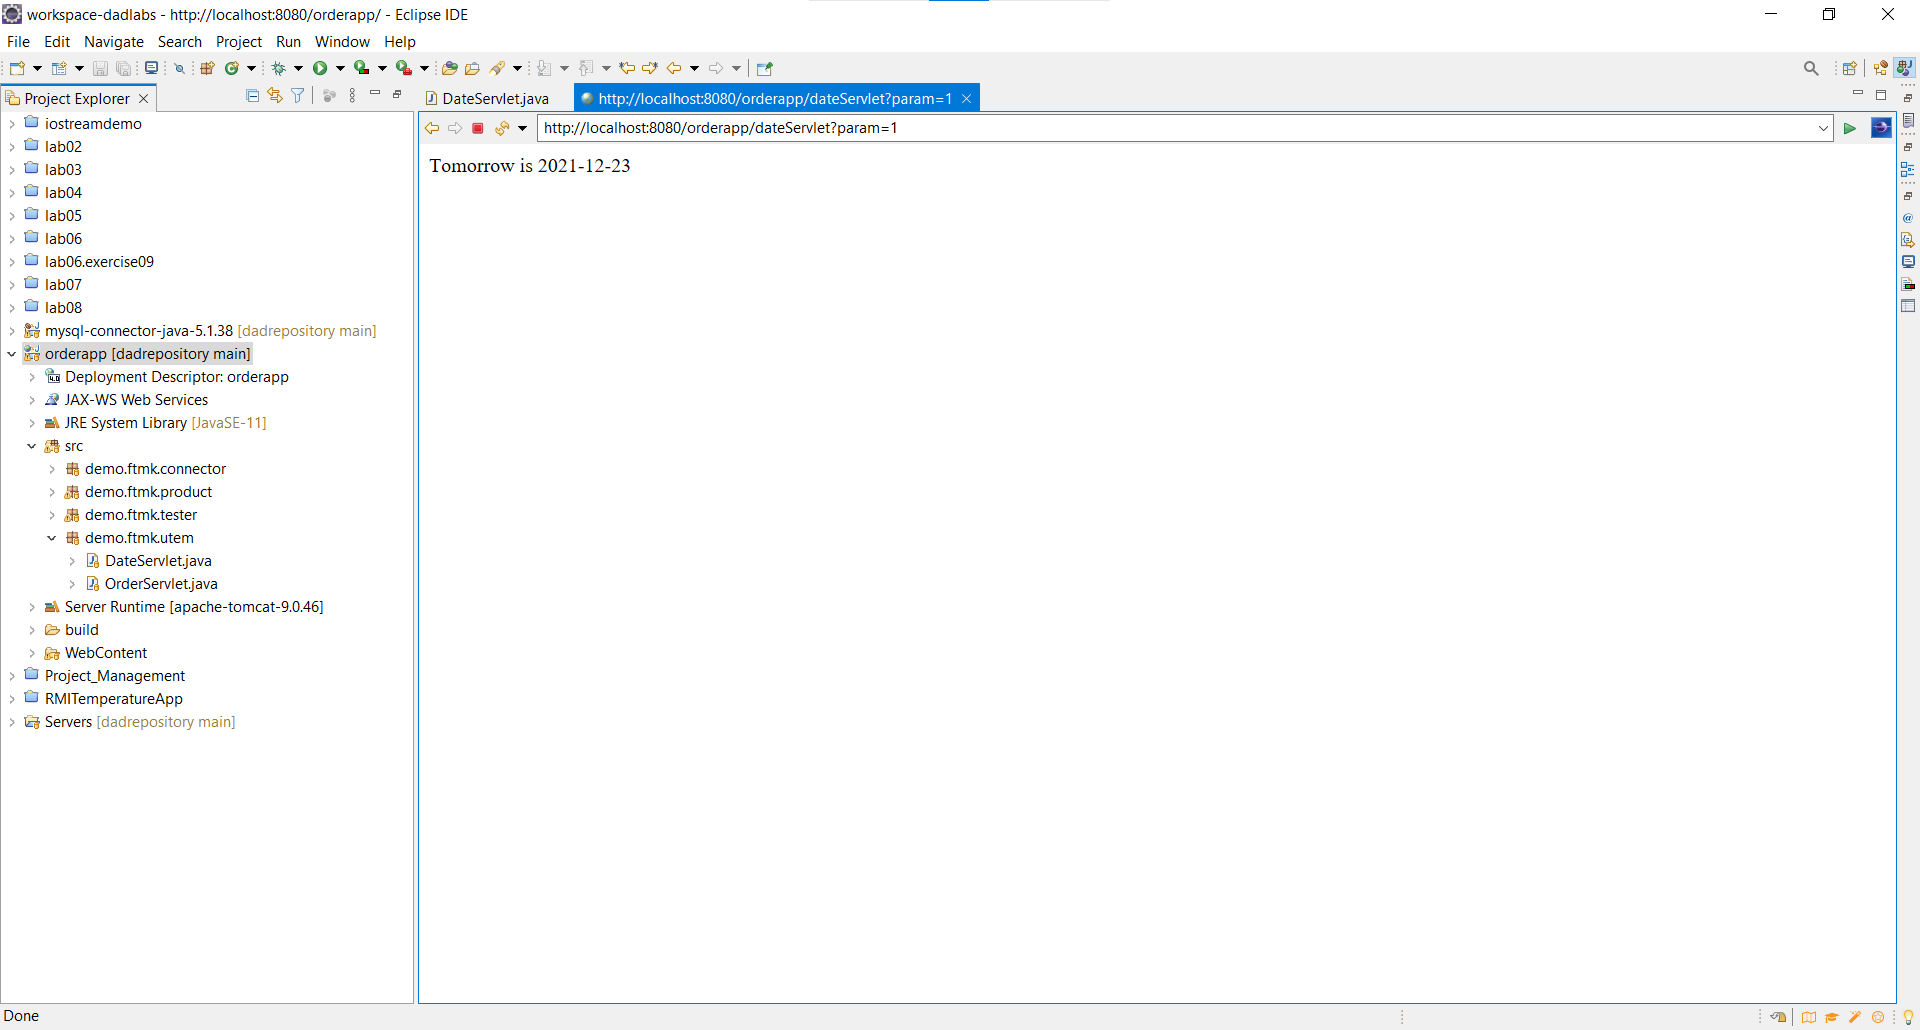 workspace-dadlabs - http://localhost:8080/orderapp/ - Eclipse IDE
File Edit Navigate Search Project Run Window Help
Project Explorer
DateServlet.java
http://localhost:8080/orderapp/dateServlet?param=1
http://localhost:8080/orderapp/dateServlet?param=1
Tomorrow is 2021-12-23
iostreamdemo
lab02
lab03
lab04
lab05
lab06
lab06.exercise09
lab07
lab08
mysql-connector-java-5.1.38 [dadrepository main]
orderapp [dadrepository main]
Deployment Descriptor: orderapp
JAX-WS Web Services
JRE System Library [JavaSE-11]
src
demo.ftmk.connector
demo.ftmk.product
demo.ftmk.tester
demo.ftmk.utem
DateServlet.java
OrderServlet.java
Server Runtime [apache-tomcat-9.0.46]
build
WebContent
Project_Management
RMITemperatureApp
Servers [dadrepository main]
Done